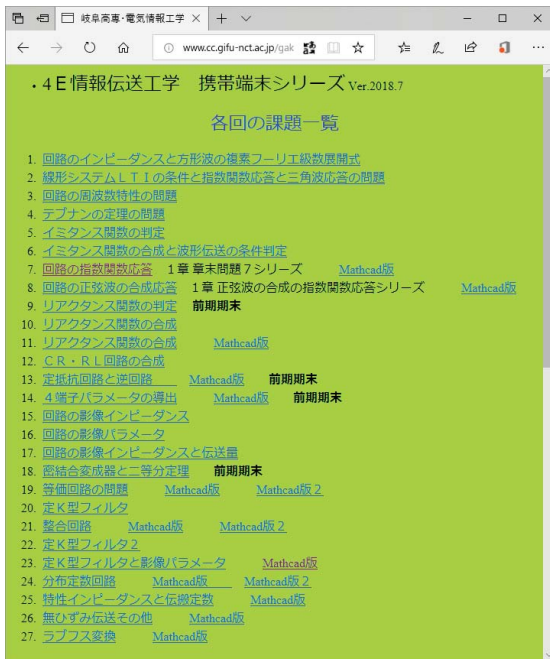 岐阜高専・電気情報工学
www.cc.gifu-nct.ac.jp/gak
・4E情報伝送工学 携帯端末シリーズ Ver.2018.7
各回の課題一覧
1. 回路のインピーダンスと方形波の複素フーリエ級数展開式
2. 線形システムLTIの条件と指数関数応答と三角波応答の問題
3. 回路の周波数特性の問題
4. テブナンの定理の問題
5. イミタンス関数の判定
6. イミタンス関数の合成と波形伝送の条件判定
7. 回路の指数関数応答 1章 章末問題7シリーズ Mathcad版
8. 回路の正弦波の合成応答 1章 正弦波の合成の指数関数応答シリーズ Mathcad版
9. リアクタンス関数の判定 前期期末
10. リアクタンス関数の合成
11. リアクタンス関数の合成 Mathcad版
12. CR・RL回路の合成
13. 定抵抗回路と逆回路 Mathcad版 前期期末
14. 4端子パラメータの導出 Mathcad版 前期期末
15. 回路の影像インピーダンス
16. 回路の影像パラメータ
17. 回路の影像インピーダンスと伝送量
18. 密結合変成器と二等分定理 前期期末
19. 等価回路の問題 Mathcad版 Mathcad版2
20. 定K型フィルタ
21. 整合回路 Mathcad版 Mathcad版2
22. 定K型フィルタ2
23. 定K型フィルタと影像パラメータ Mathcad版
24. 分布定数回路 Mathcad版 Mathcad版2
25. 特性インピーダンスと伝搬定数 Mathcad版
26. 無ひずみ伝送その他 Mathcad版
27. ラプラス変換 Mathcad版